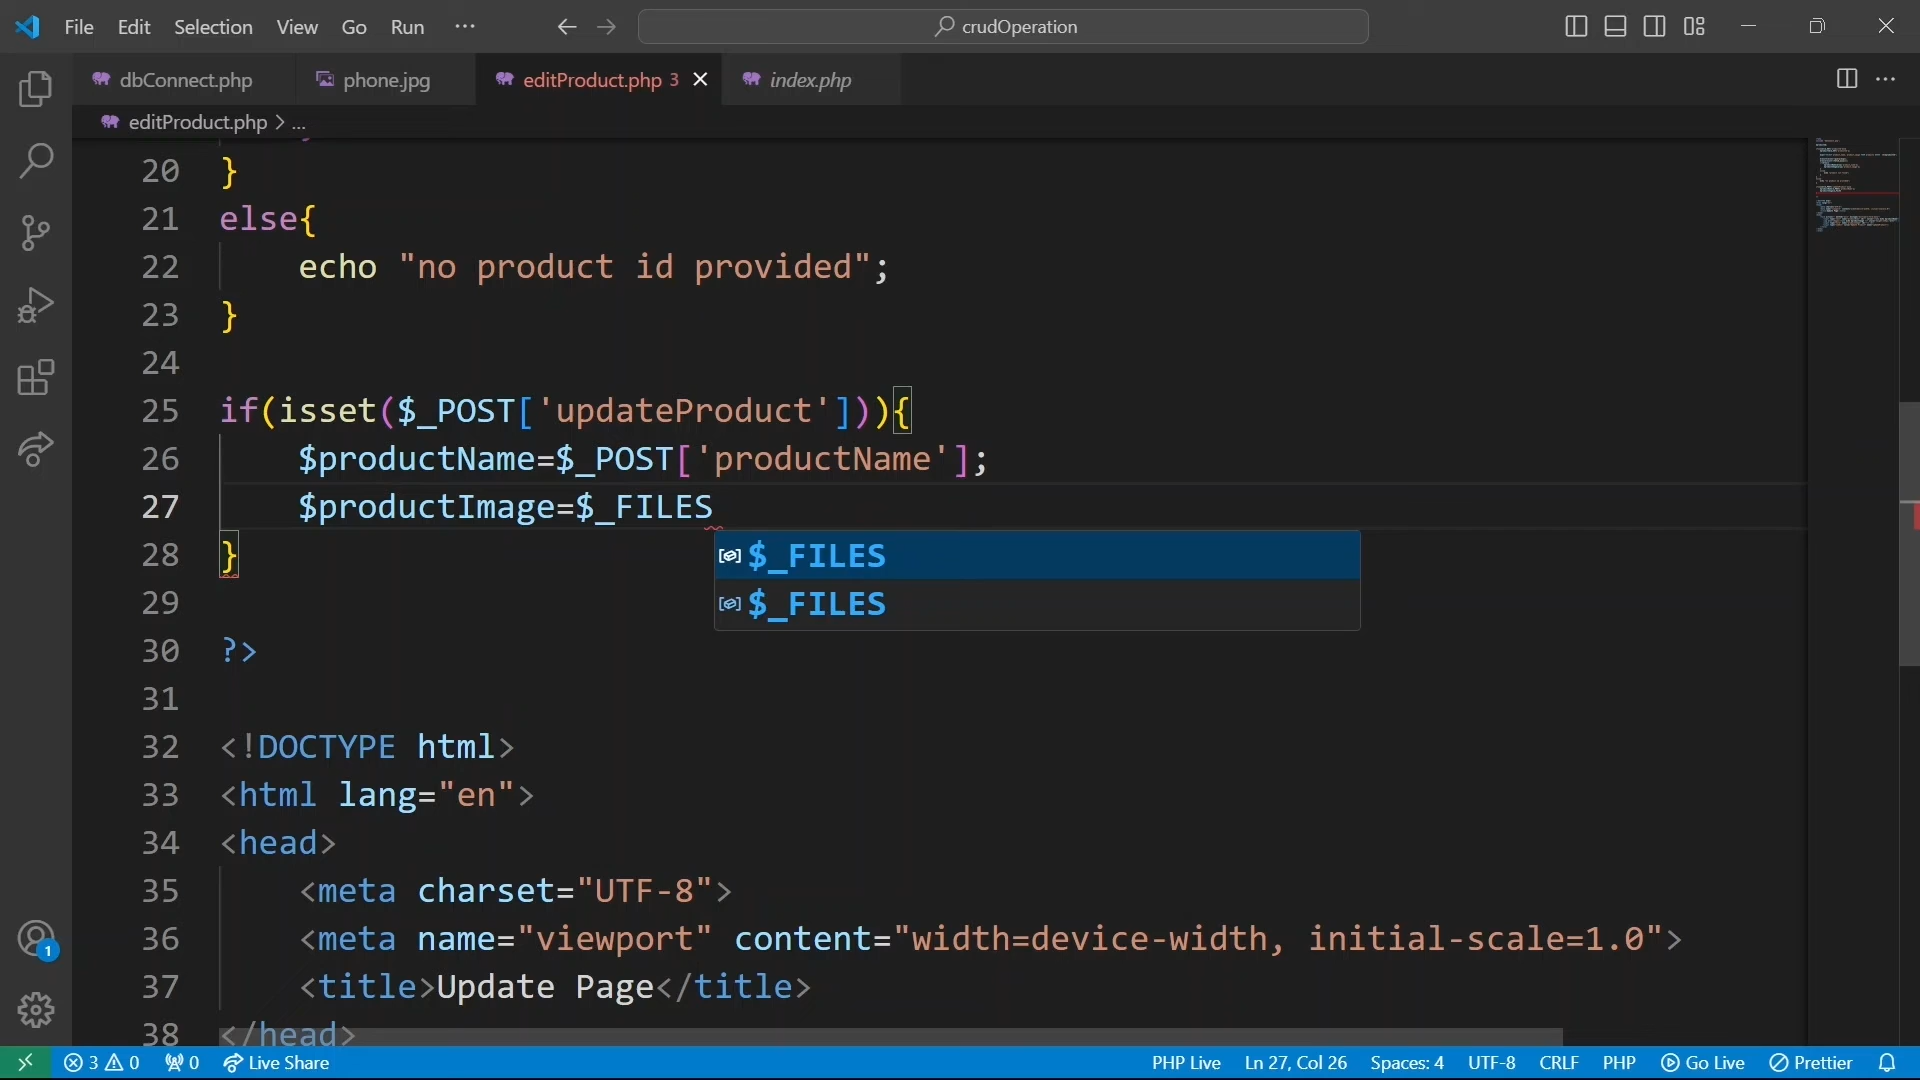 File Edit Selection View Go Run ··· crudOperation
dbConnect.php phone.jpg editProduct.php 3 index.php
editProduct.php > ...
20 }
21 else{
22 echo "no product id provided";
23 }
24
25 if(isset($_POST['updateProduct'])){
26 $productName=$_POST['productName'];
27 $productImage=$_FILES
$_FILES
$_FILES
28 }
29
30 ?>
31
32 <!DOCTYPE html>
33 <html lang="en">
34 <head>
35 <meta charset="UTF-8">
36 <meta name="viewport" content="width=device-width, initial-scale=1.0">
37 <title>Update Page</title>
38 </head>
1
3 0 0 Live Share PHP Live Ln 27, Col 26 Spaces: 4 UTF-8 CRLF PHP Go Live Prettier